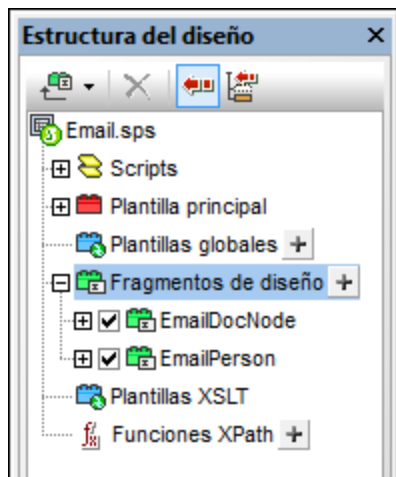 Estructura del diseño
Email.sps
Scripts
Plantilla principal
Plantillas globales
Fragmentos de diseño
EmailDocNode
EmailPerson
Plantillas XSLT
Funciones XPath